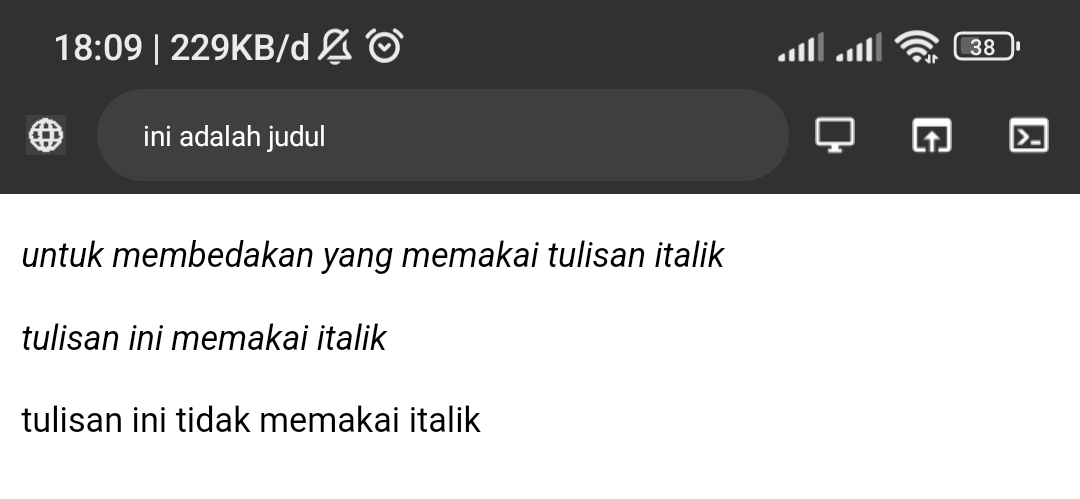 18:09 | 229KB/d
38
ini adalah judul
untuk membedakan yang memakai tulisan italik
tulisan ini memakai italik
tulisan ini tidak memakai italik